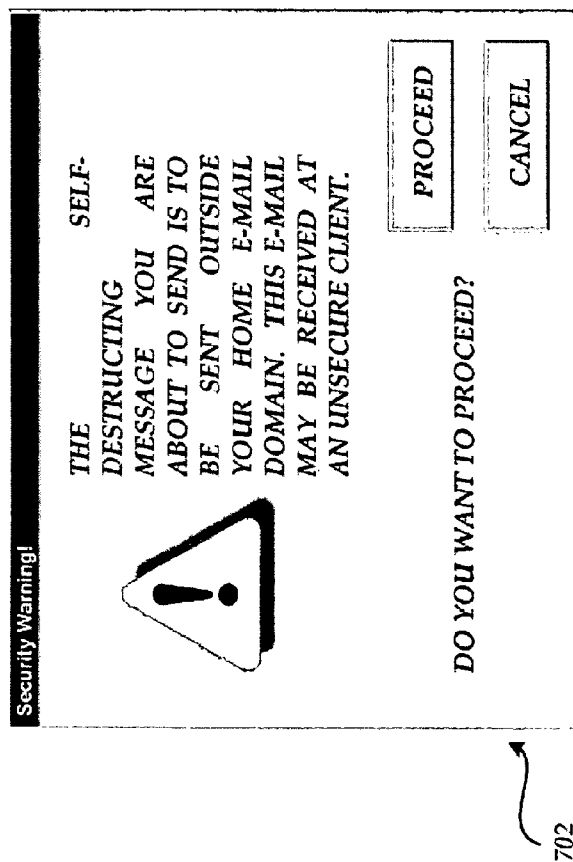 Security Warning!
THE SELF-
DESTRUCTING
MESSAGE YOU ARE
ABOUT TO SEND IS TO
BE SENT OUTSIDE
YOUR HOME E-MAIL
DOMAIN. THIS E-MAIL
MAY BE RECEIVED AT
AN UNSECURE CLIENT.
DO YOU WANT TO PROCEED?
PROCEED
CANCEL
702